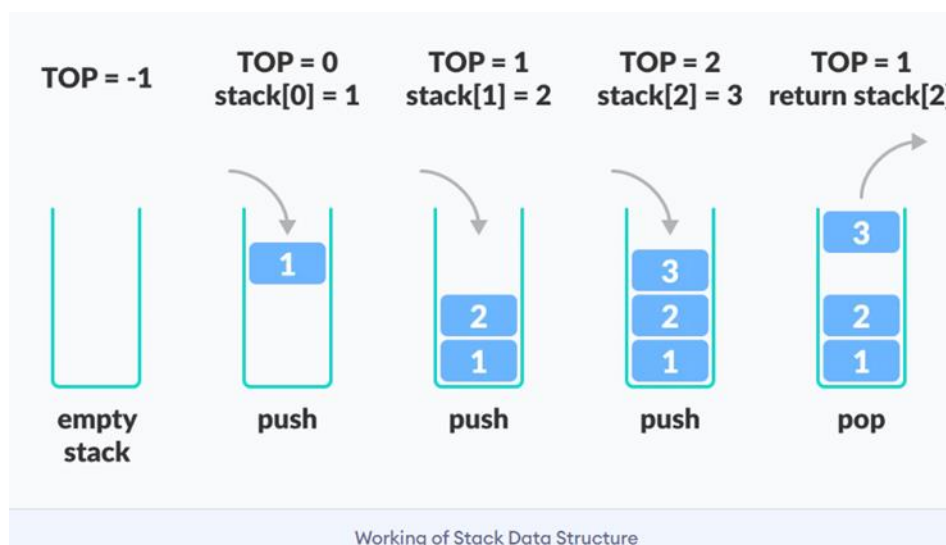 TOP = -1
TOP = 0
stack[0] = 1
TOP = 1
stack[1] = 2
TOP = 2
stack[2] = 3
TOP = 1
return stack[2]
1
2
1
3
2
1
3
2
1
empty
stack
push
push
push
pop
Working of Stack Data Structure